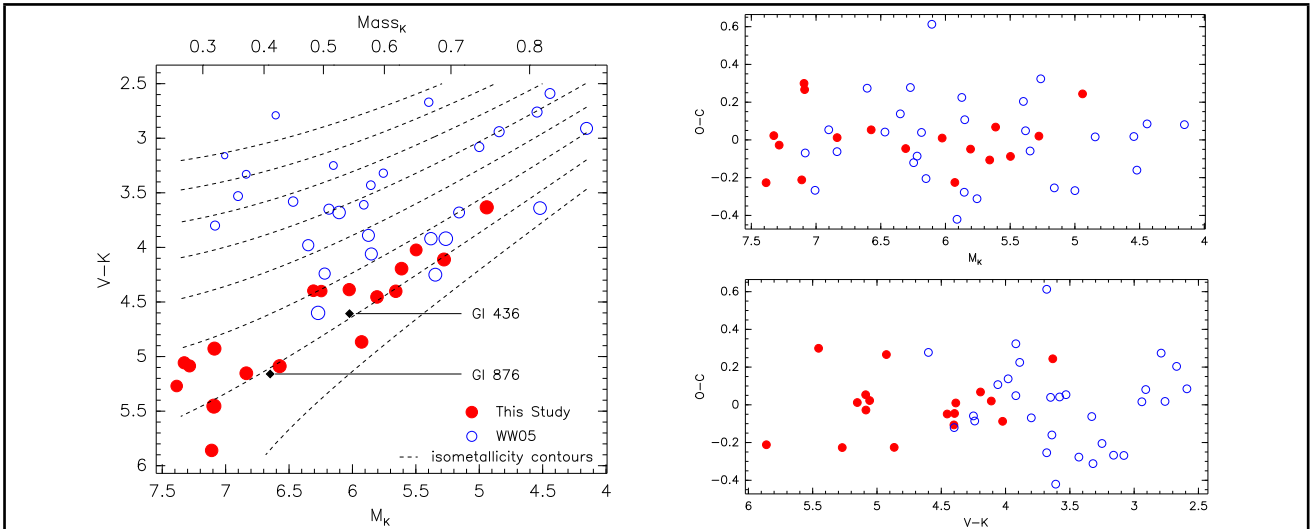 Mass_K
0.3 0.4 0.5 0.6 0.7 0.8
2.5
3
3.5
4
4.5
5
5.5
6
V-K
GI 436
GI 876
This Study
WW05
isometallicity contours
7.5 7 6.5 6 5.5 5 4.5 4
M_K
0.6
0.4
0.2
0
-0.2
-0.4
O-C
7.5 7 6.5 6 5.5 5 4.5 4
M_K
0.6
0.4
0.2
0
-0.2
-0.4
O-C
6 5.5 5 4.5 4 3.5 3 2.5
V-K